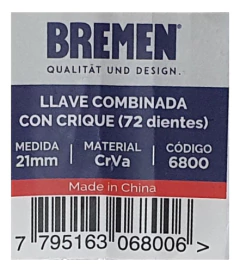 BREMEN®
QUALITÄT UND DESIGN.
LLAVE COMBINADA
CON CRIQUE (72 dientes)
MEDIDA | MATERIAL | CÓDIGO
21mm | CrVa | 6800
Made in China
7 795163 068006 >